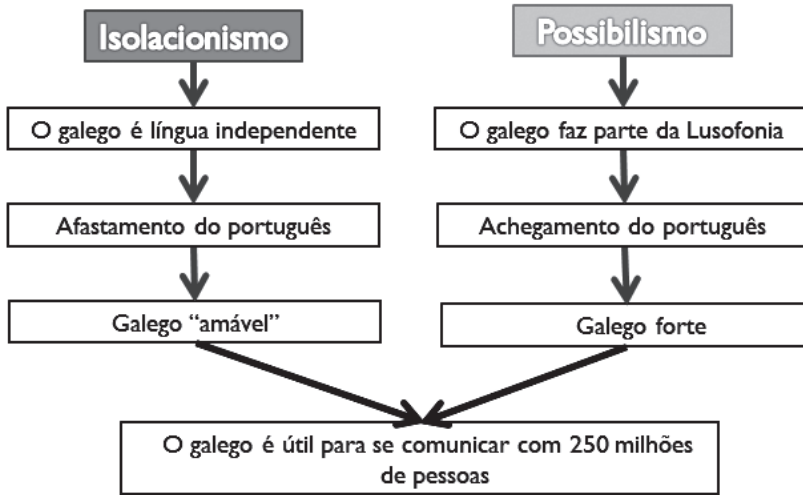 Isolacionismo
Possibilismo
O galego é língua independente
O galego faz parte da Lusofonia
Afastamento do português
Achegamento do português
Galego “amável”
Galego forte
O galego é útil para se comunicar com 250 milhões
de pessoas